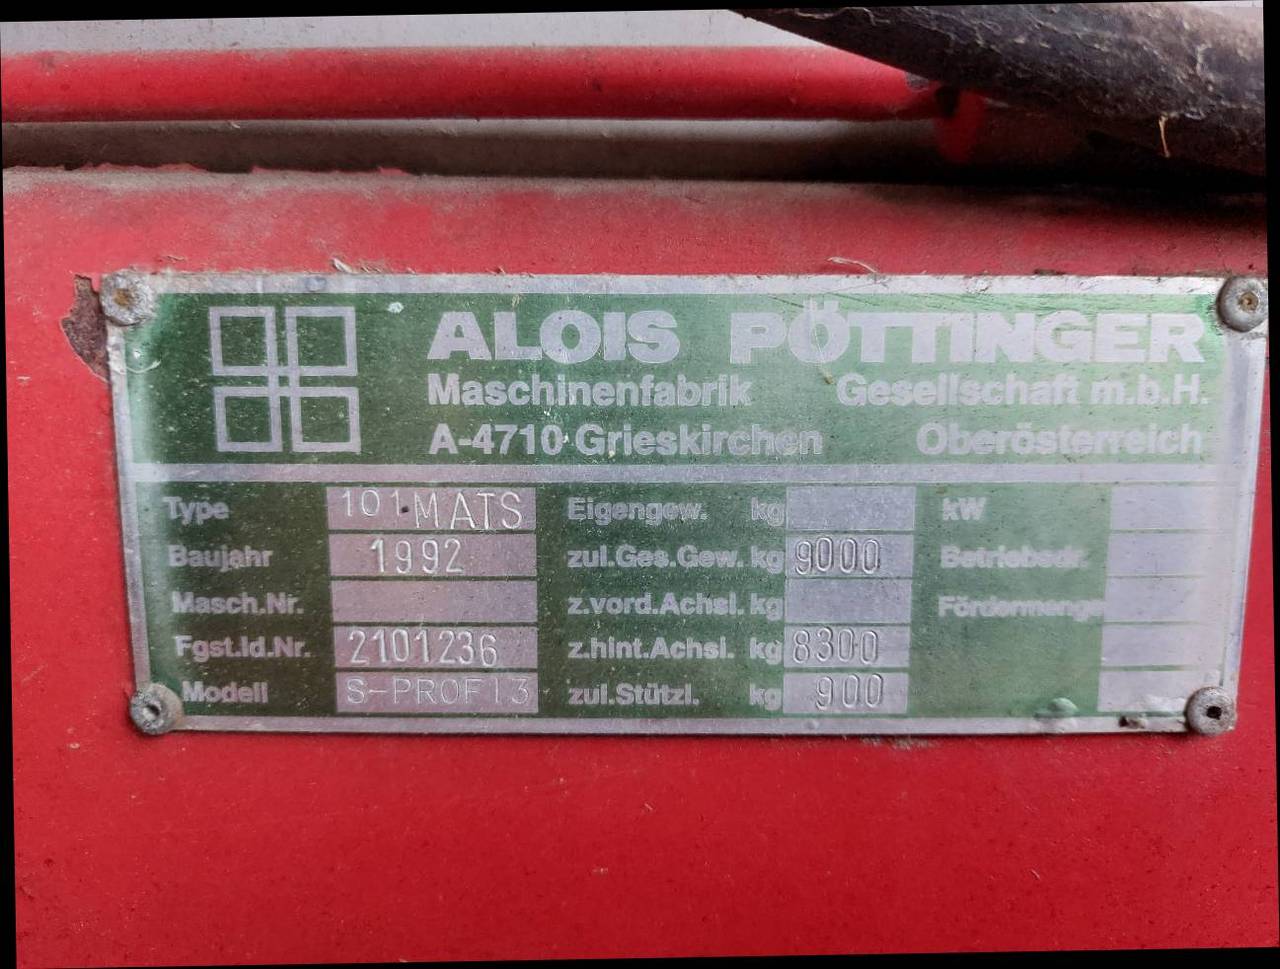 ALOIS PÖTTINGER
Maschinenfabrik Gesellschaft m.b.H.
A-4710 Grieskirchen Oberösterreich
Type 101 MATS Eigengew. kg kW
Baujahr 1992 zul.Ges.Gew. kg 9000 Betriebsdr.
Masch.Nr. z.vord.Achsl. kg Fördermenge
Fgst.Id.Nr. 2101236 z.hint.Achsl. kg 8300
Modell S-PROFI3 zul.Stützl. kg 900